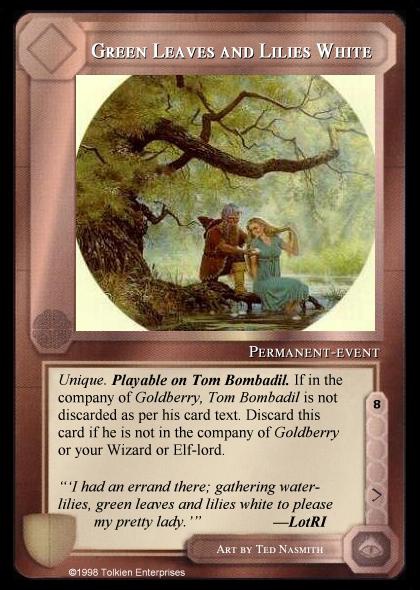 Green Leaves and Lilies White
Permanent-event
Unique. Playable on Tom Bombadil. If in the
company of Goldberry, Tom Bombadil is not
discarded as per his card text. Discard this
card if he is not in the company of Goldberry
or your Wizard or Elf-lord.
8
“‘I had an errand there; gathering water-
lilies, green leaves and lilies white to please
my pretty lady.’” —LotRI
Art by Ted Nasmith
©1998 Tolkien Enterprises